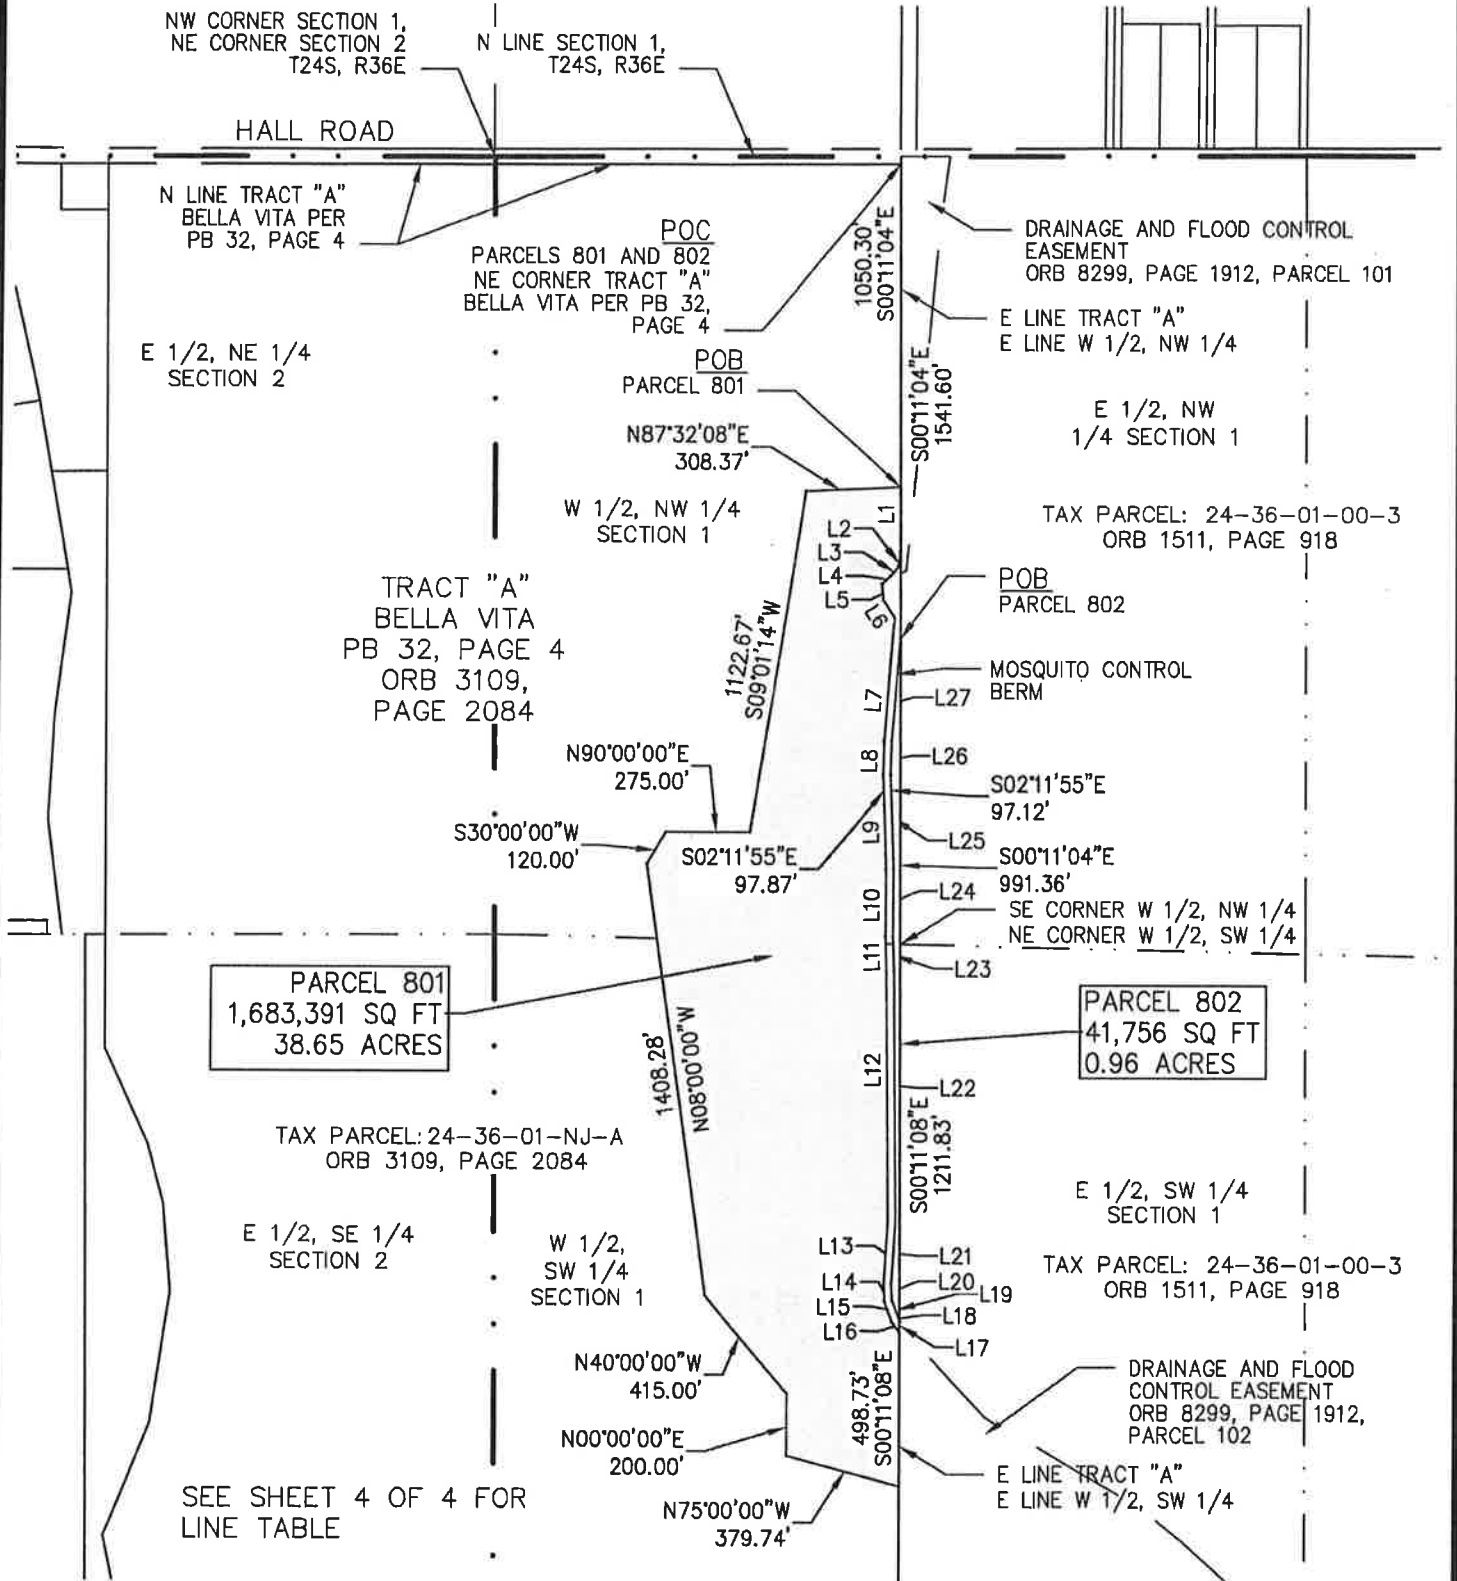 NW CORNER SECTION 1,
NE CORNER SECTION 2
T24S, R36E
N LINE SECTION 1,
T24S, R36E
HALL ROAD
N LINE TRACT "A"
BELLA VITA PER
PB 32, PAGE 4
POC
PARCELS 801 AND 802
NE CORNER TRACT "A"
BELLA VITA PER PB 32,
PAGE 4
1050.30'
S00°11'04"E
DRAINAGE AND FLOOD CONTROL
EASEMENT
ORB 8299, PAGE 1912, PARCEL 101
E LINE TRACT "A"
E LINE W 1/2, NW 1/4
E 1/2, NE 1/4
SECTION 2
POB
PARCEL 801
S00°11'04"E
1541.60'
E 1/2, NW
1/4 SECTION 1
N87°32'08"E
308.37'
W 1/2, NW 1/4
SECTION 1
L1
L2
L3
L4
L5
L6
TAX PARCEL: 24-36-01-00-3
ORB 1511, PAGE 918
POB
PARCEL 802
TRACT "A"
BELLA VITA
PB 32, PAGE 4
ORB 3109,
PAGE 2084
1122.67'
S09°01'14"W
MOSQUITO CONTROL
BERM
L7
L27
L8
L26
N90°00'00"E
275.00'
S02°11'55"E
97.12'
S30°00'00"W
120.00'
S02°11'55"E
97.87'
L9
L25
S00°11'04"E
991.36'
L10
L24
SE CORNER W 1/2, NW 1/4
NE CORNER W 1/2, SW 1/4
L11
L23
PARCEL 801
1,683,391 SQ FT
38.65 ACRES
PARCEL 802
41,756 SQ FT
0.96 ACRES
1408.28'
N08°00'00"W
L12
L22
S00°11'08"E
1211.83'
TAX PARCEL: 24-36-01-NJ-A
ORB 3109, PAGE 2084
E 1/2, SW 1/4
SECTION 1
E 1/2, SE 1/4
SECTION 2
W 1/2,
SW 1/4
SECTION 1
L13
L14
L15
L16
L21
L20
L19
L18
L17
TAX PARCEL: 24-36-01-00-3
ORB 1511, PAGE 918
N40°00'00"W
415.00'
498.73'
S00°11'08"E
DRAINAGE AND FLOOD
CONTROL EASEMENT
ORB 8299, PAGE 1912,
PARCEL 102
N00°00'00"E
200.00'
E LINE TRACT "A"
E LINE W 1/2, SW 1/4
SEE SHEET 4 OF 4 FOR
LINE TABLE
N75°00'00"W
379.74'